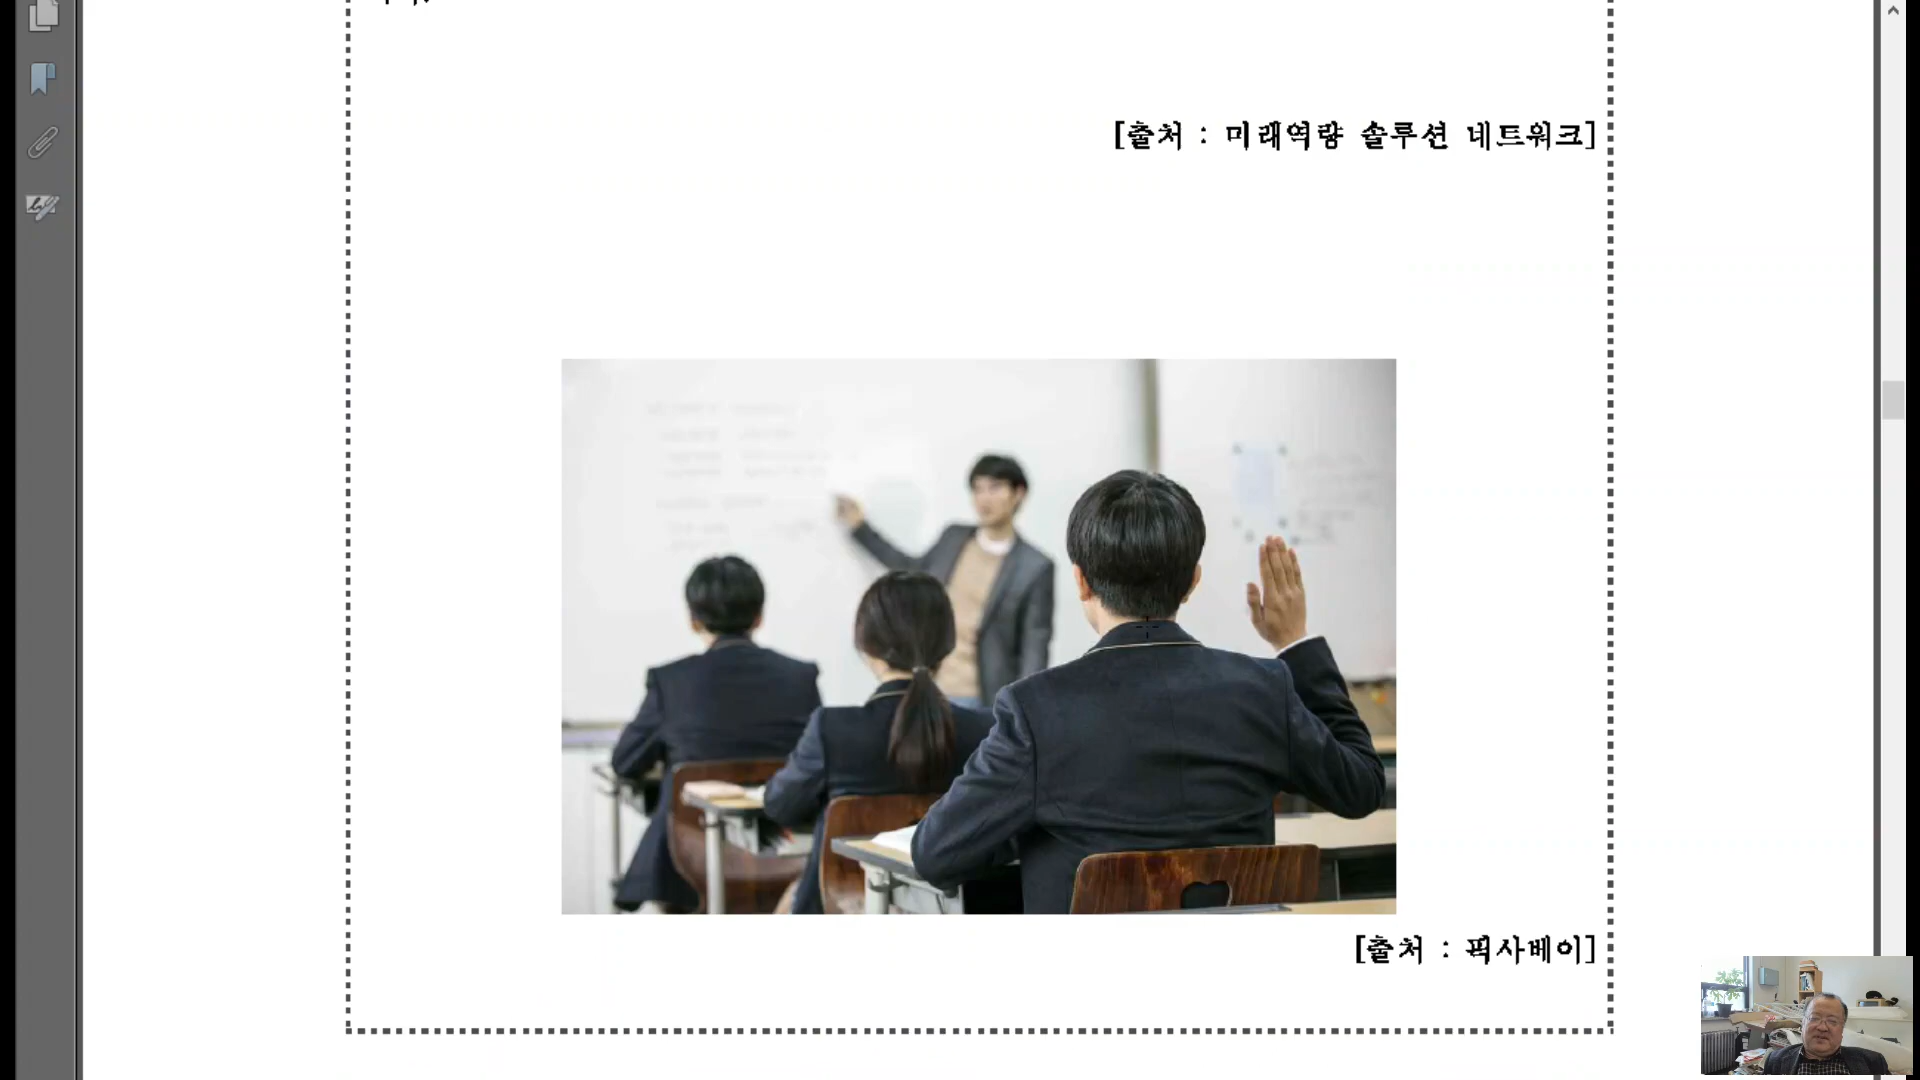 [출처 : 미래역량 솔루션 네트워크]
[출처 : 픽사베이]